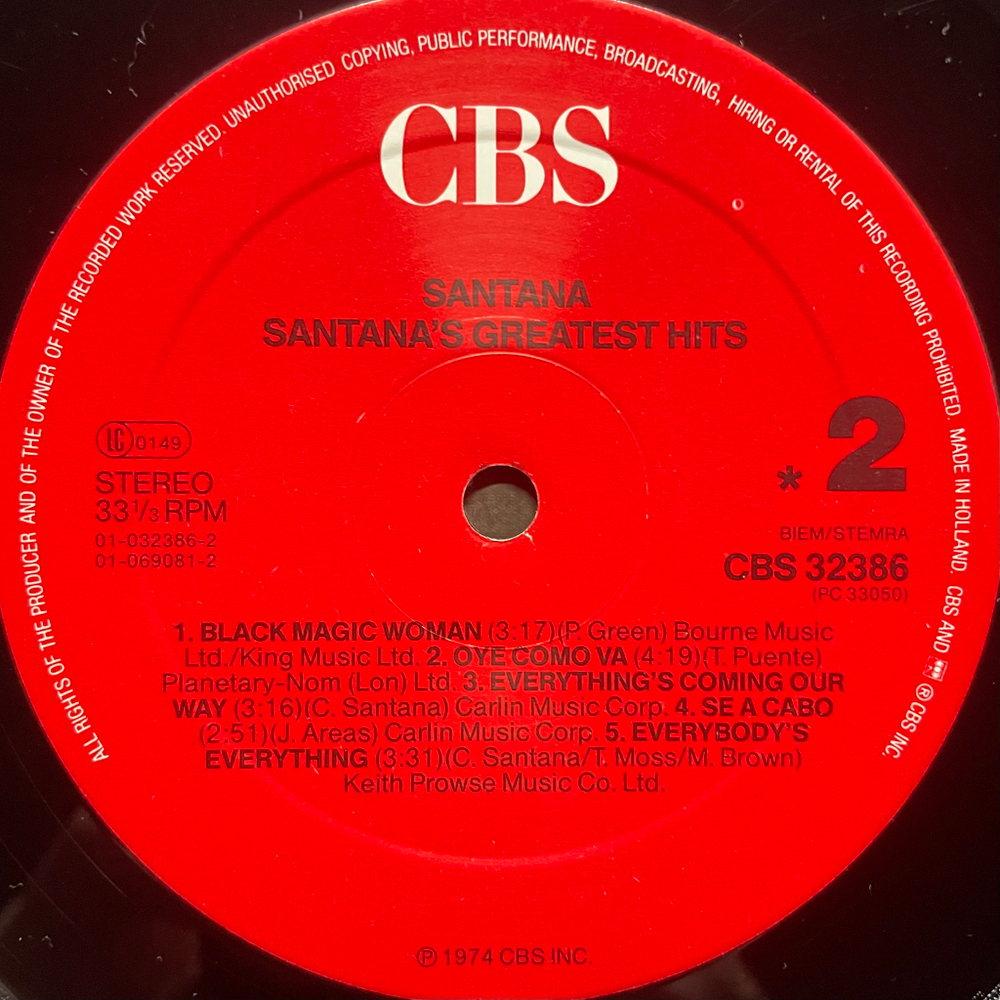 ALL RIGHTS OF THE PRODUCER AND OF THE OWNER OF THE RECORDED WORK RESERVED. UNAUTHORISED COPYING, PUBLIC PERFORMANCE, BROADCASTING, HIRING OR RENTAL OF THIS RECORDING PROHIBITED. MADE IN HOLLAND. CBS AND ® CBS INC.
CBS
SANTANA
SANTANA'S GREATEST HITS
LC 0149
STEREO
33 1/3 RPM
01-032386-2
01-069081-2
* 2
BIEM/STEMRA
CBS 32386
(PC 33050)
1. BLACK MAGIC WOMAN (3:17)(P. Green) Bourne Music
Ltd./King Music Ltd. 2. OYE COMO VA (4:19)(T. Puente)
Planetary-Nom (Lon) Ltd. 3. EVERYTHING'S COMING OUR
WAY (3:16)(C. Santana) Carlin Music Corp. 4. SE A CABO
(2:51)(J. Areas) Carlin Music Corp. 5. EVERYBODY'S
EVERYTHING (3:31)(C. Santana/T. Moss/M. Brown)
Keith Prowse Music Co. Ltd.
℗ 1974 CBS INC.